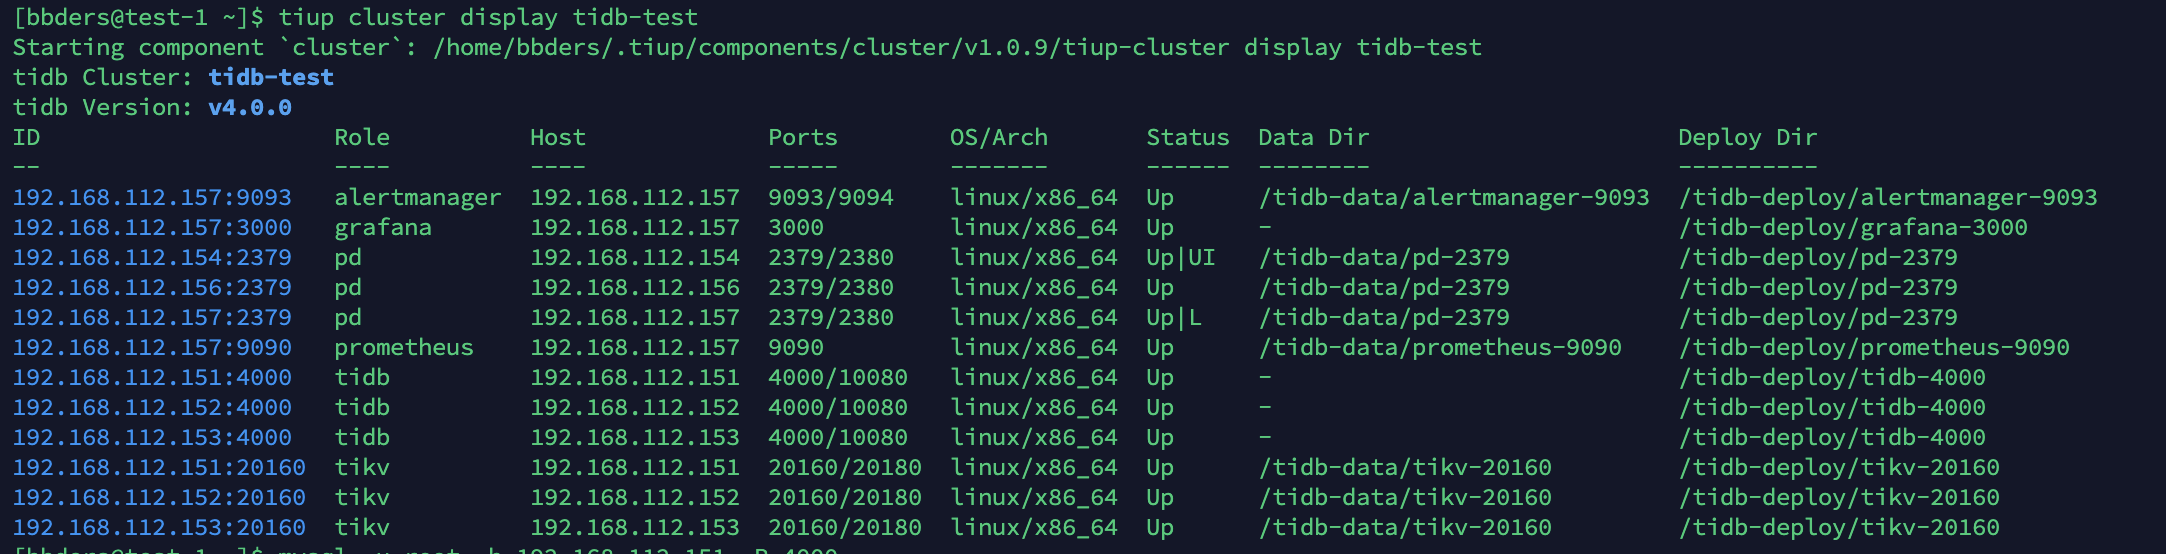 [bbders@test-1 ~]$ tiup cluster display tidb-test
Starting component `cluster`: /home/bbders/.tiup/components/cluster/v1.0.9/tiup-cluster display tidb-test
tidb Cluster: tidb-test
tidb Version: v4.0.0
ID                    Role          Host             Ports        OS/Arch       Status  Data Dir                      Deploy Dir
--                    ----          ----             -----        -------       ------  --------                      ----------
192.168.112.157:9093  alertmanager  192.168.112.157  9093/9094    linux/x86_64  Up      /tidb-data/alertmanager-9093  /tidb-deploy/alertmanager-9093
192.168.112.157:3000  grafana       192.168.112.157  3000         linux/x86_64  Up      -                             /tidb-deploy/grafana-3000
192.168.112.154:2379  pd            192.168.112.154  2379/2380    linux/x86_64  Up|UI   /tidb-data/pd-2379            /tidb-deploy/pd-2379
192.168.112.156:2379  pd            192.168.112.156  2379/2380    linux/x86_64  Up      /tidb-data/pd-2379            /tidb-deploy/pd-2379
192.168.112.157:2379  pd            192.168.112.157  2379/2380    linux/x86_64  Up|L    /tidb-data/pd-2379            /tidb-deploy/pd-2379
192.168.112.157:9090  prometheus    192.168.112.157  9090         linux/x86_64  Up      /tidb-data/prometheus-9090    /tidb-deploy/prometheus-9090
192.168.112.151:4000  tidb          192.168.112.151  4000/10080   linux/x86_64  Up      -                             /tidb-deploy/tidb-4000
192.168.112.152:4000  tidb          192.168.112.152  4000/10080   linux/x86_64  Up      -                             /tidb-deploy/tidb-4000
192.168.112.153:4000  tidb          192.168.112.153  4000/10080   linux/x86_64  Up      -                             /tidb-deploy/tidb-4000
192.168.112.151:20160 tikv          192.168.112.151  20160/20180  linux/x86_64  Up      /tidb-data/tikv-20160         /tidb-deploy/tikv-20160
192.168.112.152:20160 tikv          192.168.112.152  20160/20180  linux/x86_64  Up      /tidb-data/tikv-20160         /tidb-deploy/tikv-20160
192.168.112.153:20160 tikv          192.168.112.153  20160/20180  linux/x86_64  Up      /tidb-data/tikv-20160         /tidb-deploy/tikv-20160